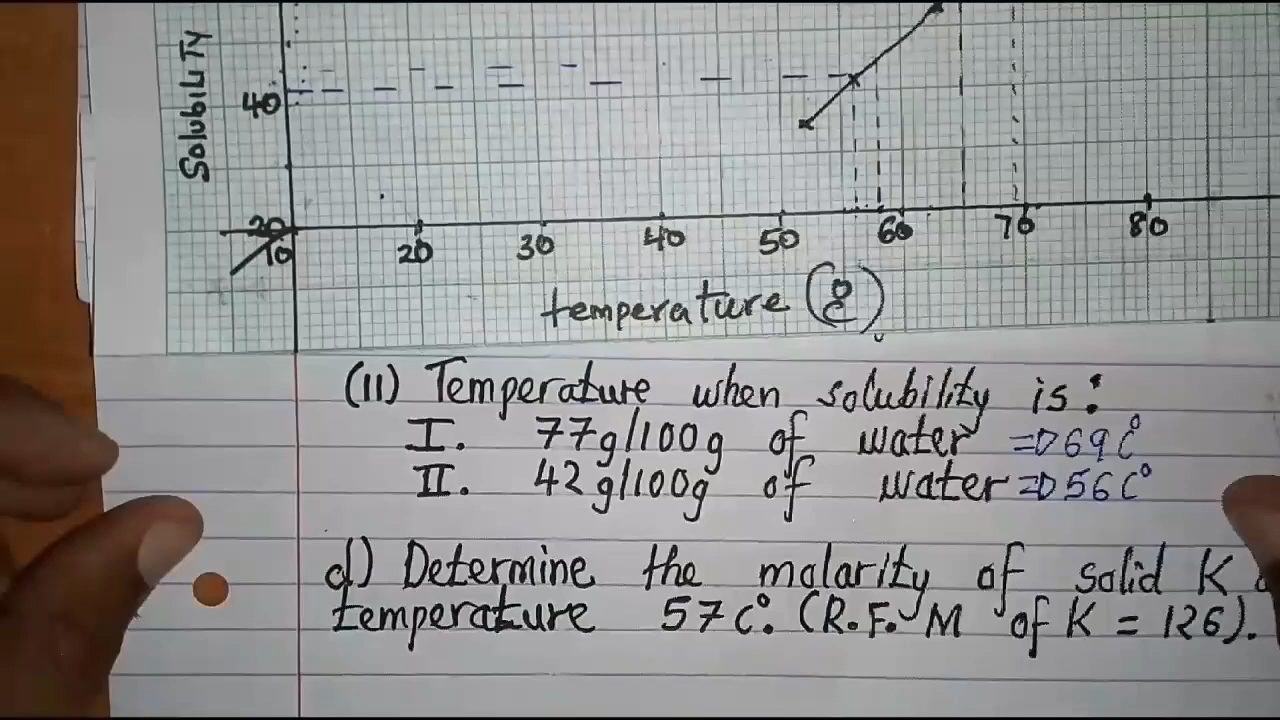 Solubility
40
20
10 20 30 40 50 60 70 80
temperature (°C)
(II) Temperature when solubility is:
I. 77g/100g of water => 69C°
II. 42g/100g of water => 56C°
d) Determine the molarity of solid K
temperature 57C°. (R.F.M of K = 126).